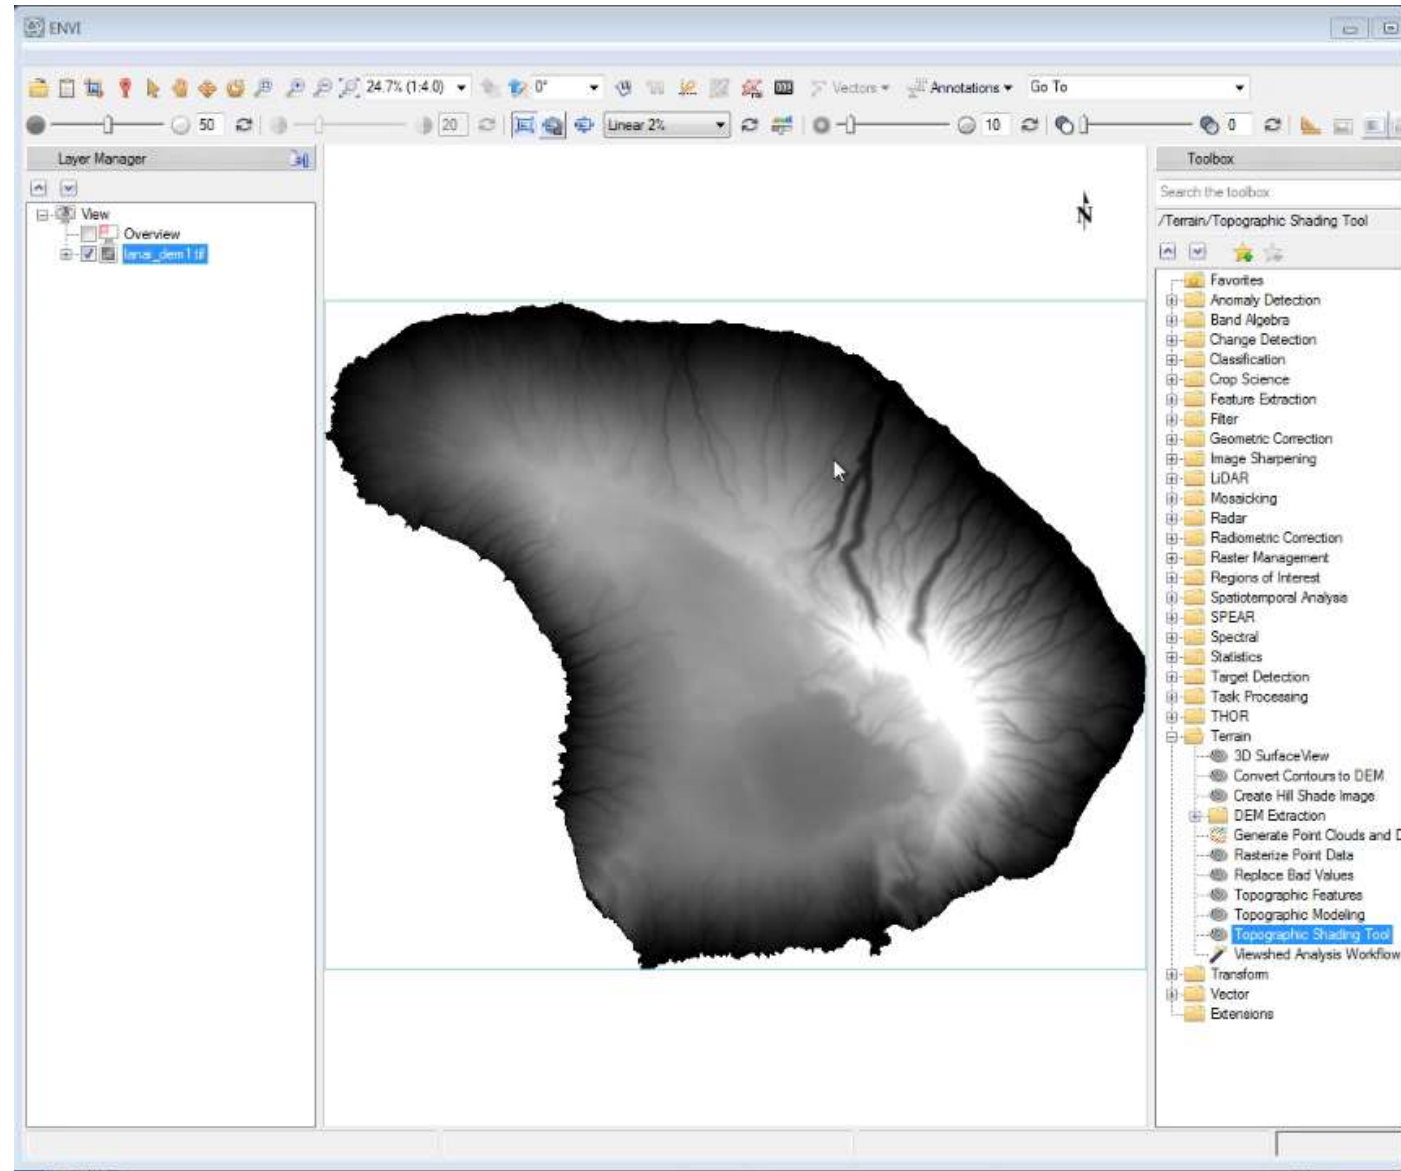 ENVI
24.7% (1:4.0) 0° Vectors Annotations Go To
50 20 Linear 2% 10 0
Layer Manager
View
Overview
lanai_dem1.tif
N
Toolbox
Search the toolbox
/Terrain/Topographic Shading Tool
Favorites
Anomaly Detection
Band Algebra
Change Detection
Classification
Crop Science
Feature Extraction
Filter
Geometric Correction
Image Sharpening
LiDAR
Mosaicking
Radar
Radiometric Correction
Raster Management
Regions of Interest
Spatiotemporal Analysis
SPEAR
Spectral
Statistics
Target Detection
Task Processing
THOR
Terrain
3D SurfaceView
Convert Contours to DEM
Create Hill Shade Image
DEM Extraction
Generate Point Clouds and D
Rasterize Point Data
Replace Bad Values
Topographic Features
Topographic Modeling
Topographic Shading Tool
Viewshed Analysis Workflow
Transform
Vector
Extensions